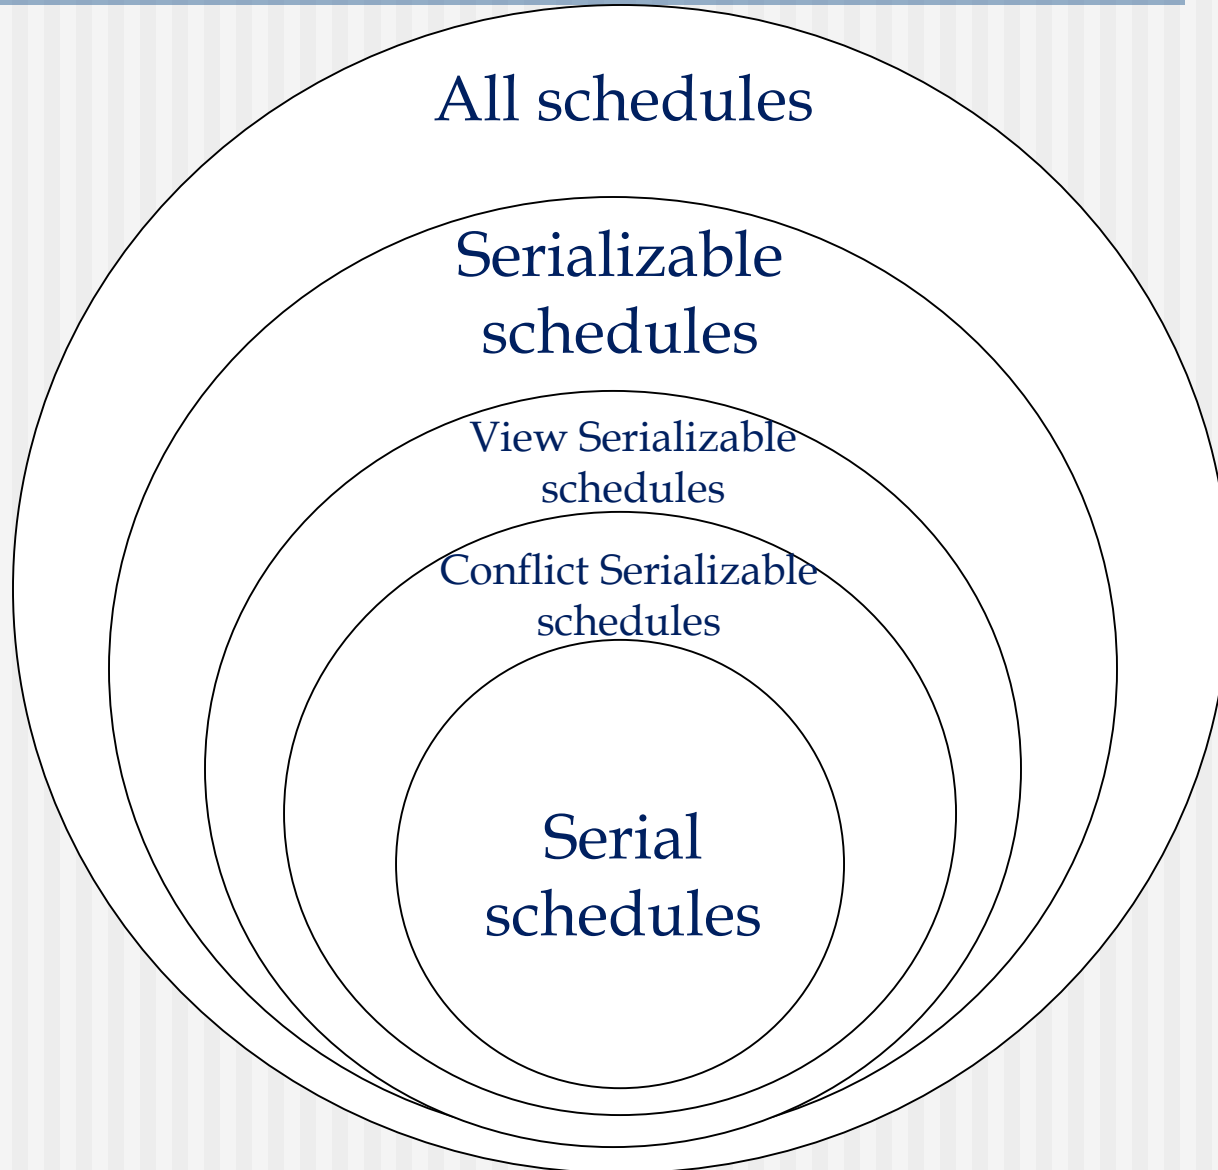 All schedules
Serializable
schedules
View Serializable
schedules
Conflict Serializable
schedules
Serial
schedules